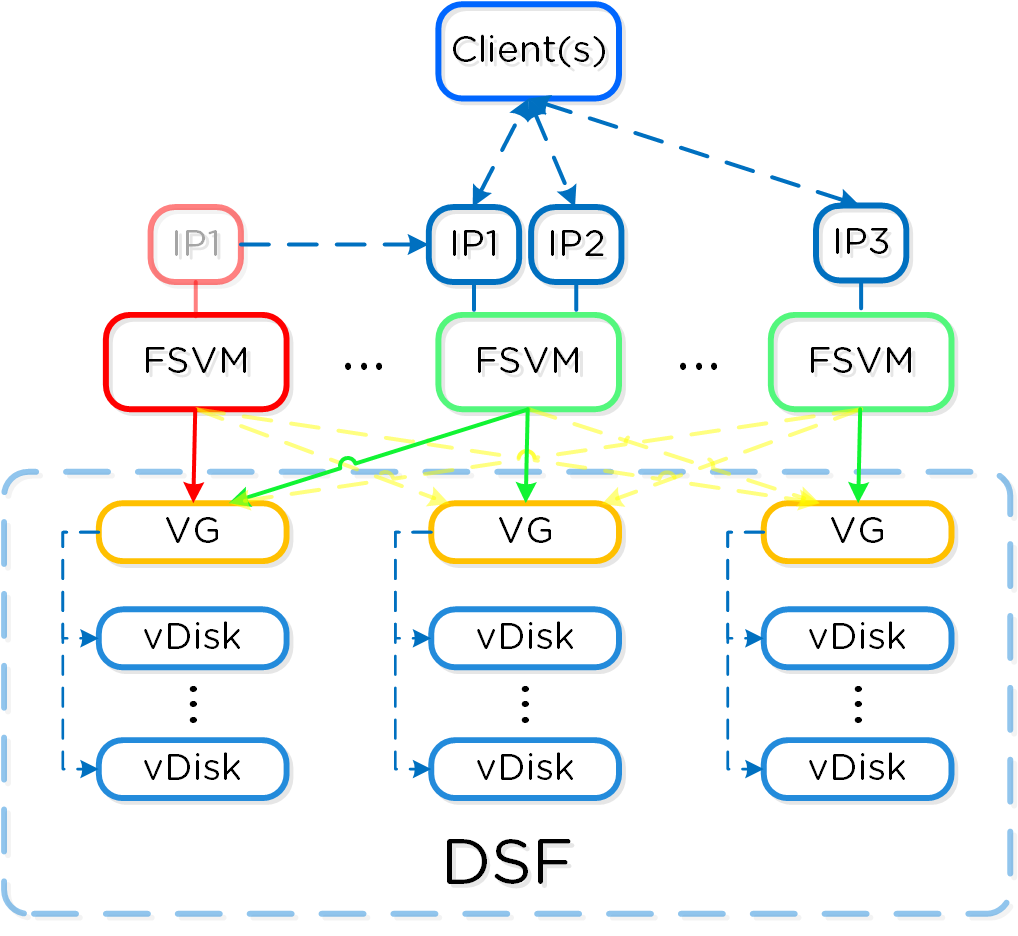 Client(s)
IP1 IP1 IP2 IP3
FSVM ... FSVM ... FSVM
VG VG VG
vDisk vDisk vDisk
vDisk vDisk vDisk
DSF